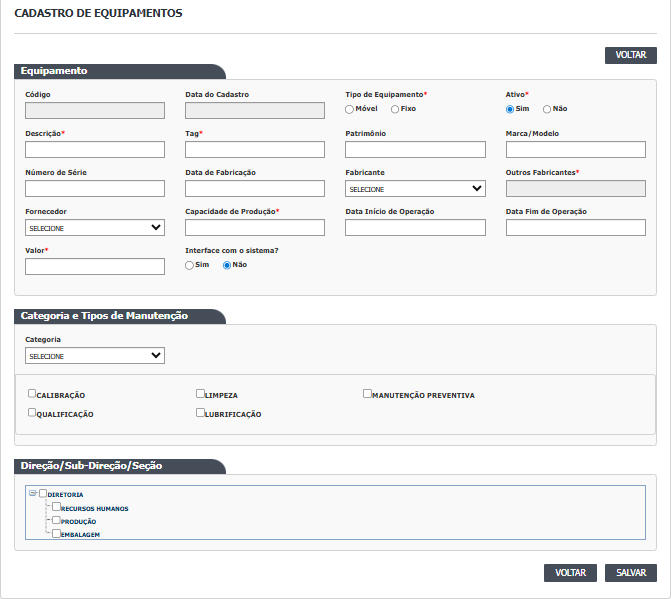 CADASTRO DE EQUIPAMENTOS
VOLTAR
Equipamento
Código Data do Cadastro Tipo de Equipamento* Ativo*
Móvel Fixo Sim Não
Descrição* Tag* Patrimônio Marca/Modelo
Número de Série Data de Fabricação Fabricante Outros Fabricantes*
SELECIONE
Fornecedor Capacidade de Produção* Data Início de Operação Data Fim de Operação
SELECIONE
Valor* Interface com o sistema?
Sim Não
Categoria e Tipos de Manutenção
Categoria
SELECIONE
CALIBRAÇÃO LIMPEZA MANUTENÇÃO PREVENTIVA
QUALIFICAÇÃO LUBRIFICAÇÃO
Direção/Sub-Direção/Seção
DIRETORIA
RECURSOS HUMANOS
PRODUÇÃO
EMBALAGEM
VOLTAR SALVAR